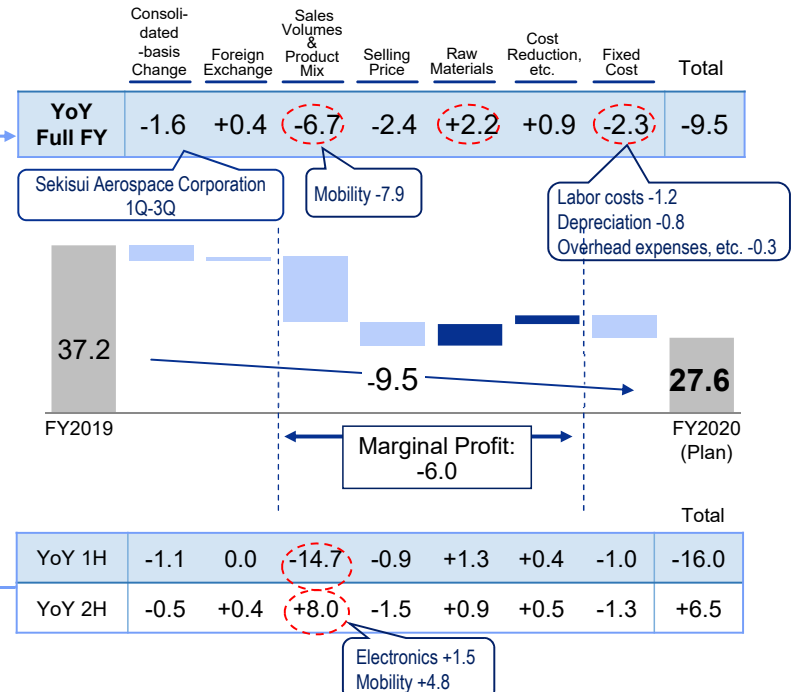 Consoli-
dated
-basis
Change
Foreign
Exchange
Sales
Volumes
&
Product
Mix
Selling
Price
Raw
Materials
Cost
Reduction,
etc.
Fixed
Cost
Total
YoY
Full FY
-1.6 +0.4 -6.7 -2.4 +2.2 +0.9 -2.3 -9.5
Sekisui Aerospace Corporation
1Q-3Q
Mobility -7.9
Labor costs -1.2
Depreciation -0.8
Overhead expenses, etc. -0.3
37.2
-9.5
27.6
FY2019
FY2020
(Plan)
Marginal Profit:
-6.0
Total
YoY 1H -1.1 0.0 -14.7 -0.9 +1.3 +0.4 -1.0 -16.0
YoY 2H -0.5 +0.4 +8.0 -1.5 +0.9 +0.5 -1.3 +6.5
Electronics +1.5
Mobility +4.8